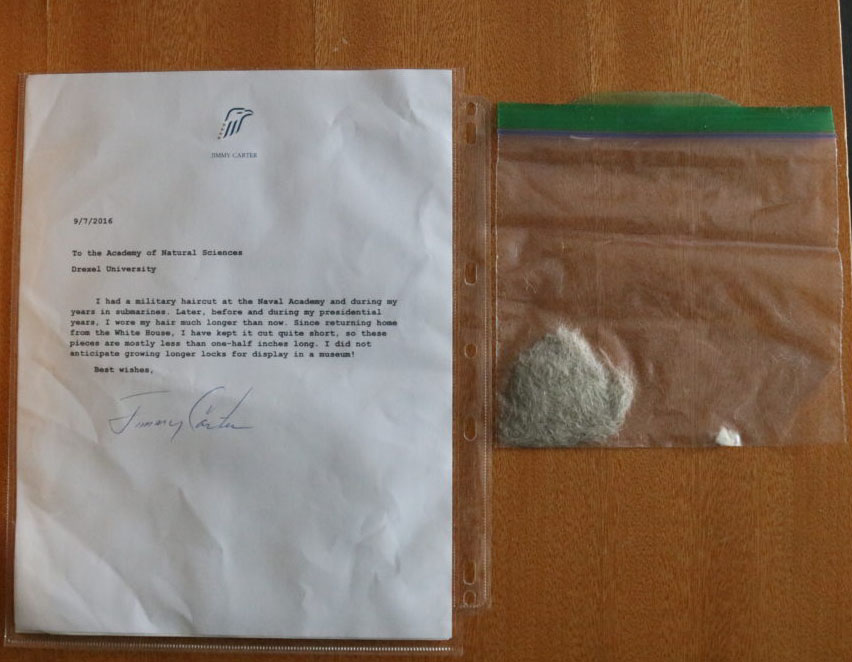 JIMMY CARTER
9/7/2016
To the Academy of Natural Sciences
Drexel University
I had a military haircut at the Naval Academy and during my
years in submarines. Later, before and during my presidential
years, I wore my hair much longer than now. Since returning home
from the White House, I have kept it cut quite short, so these
pieces are mostly less than one-half inches long. I did not
anticipate growing longer locks for display in a museum!
Best wishes,
Jimmy Carter